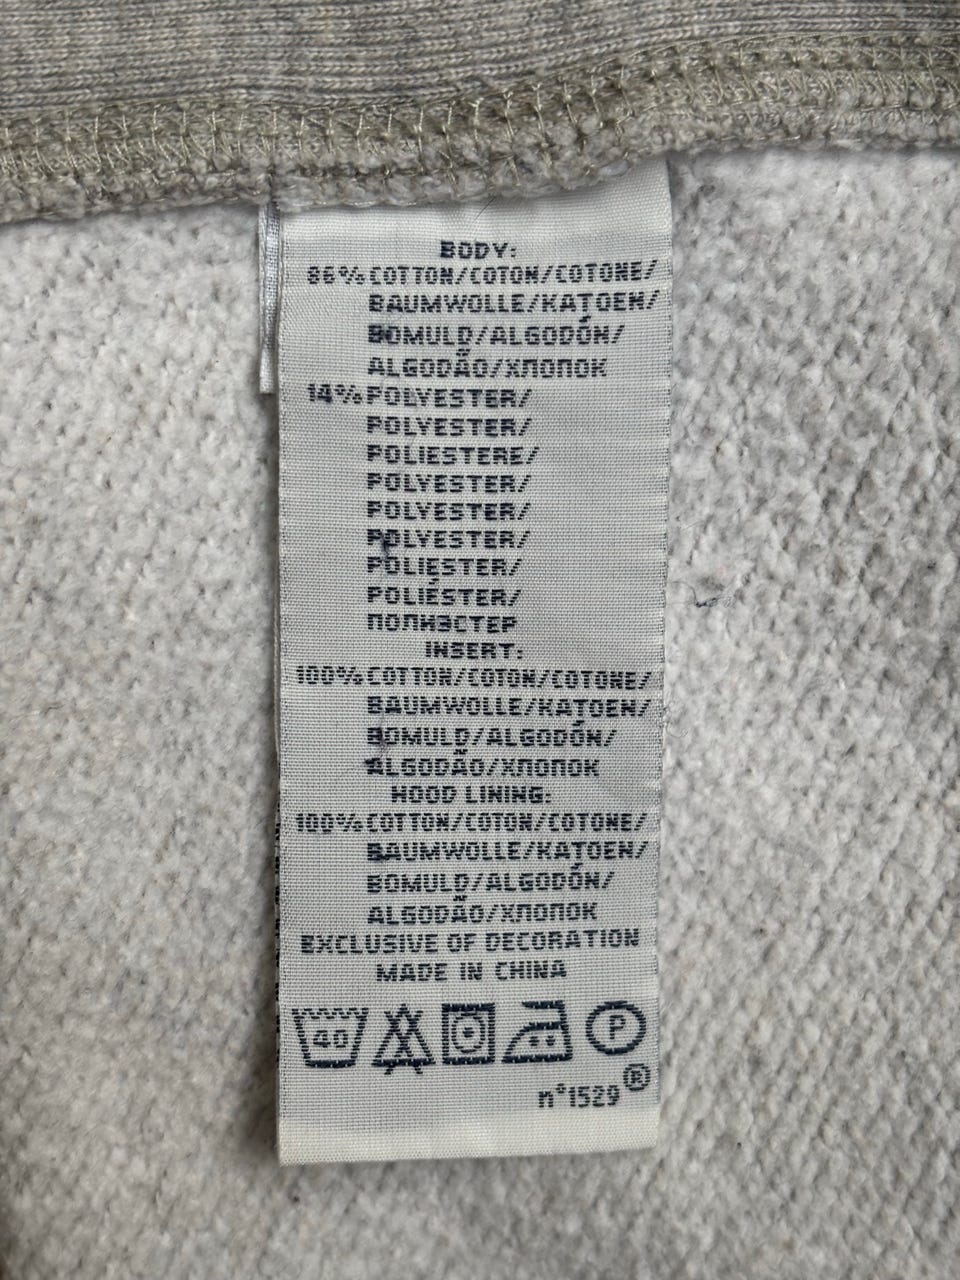 BODY:
86% COTTON/COTON/COTONE/
BAUMWOLLE/KATOEN/
BOMULD/ALGODÓN/
ALGODÃO/ХЛОПОК
14% POLYESTER/
POLYESTER/
POLIESTERE/
POLYESTER/
POLYESTER/
POLYESTER/
POLIESTER/
POLIÉSTER/
ПОЛИЭСТЕР
INSERT:
100% COTTON/COTON/COTONE/
BAUMWOLLE/KATOEN/
BOMULD/ALGODÓN/
ALGODÃO/ХЛОПОК
HOOD LINING:
100% COTTON/COTON/COTONE/
BAUMWOLLE/KATOEN/
BOMULD/ALGODÓN/
ALGODÃO/ХЛОПОК
EXCLUSIVE OF DECORATION
MADE IN CHINA
40 P
n°1529®